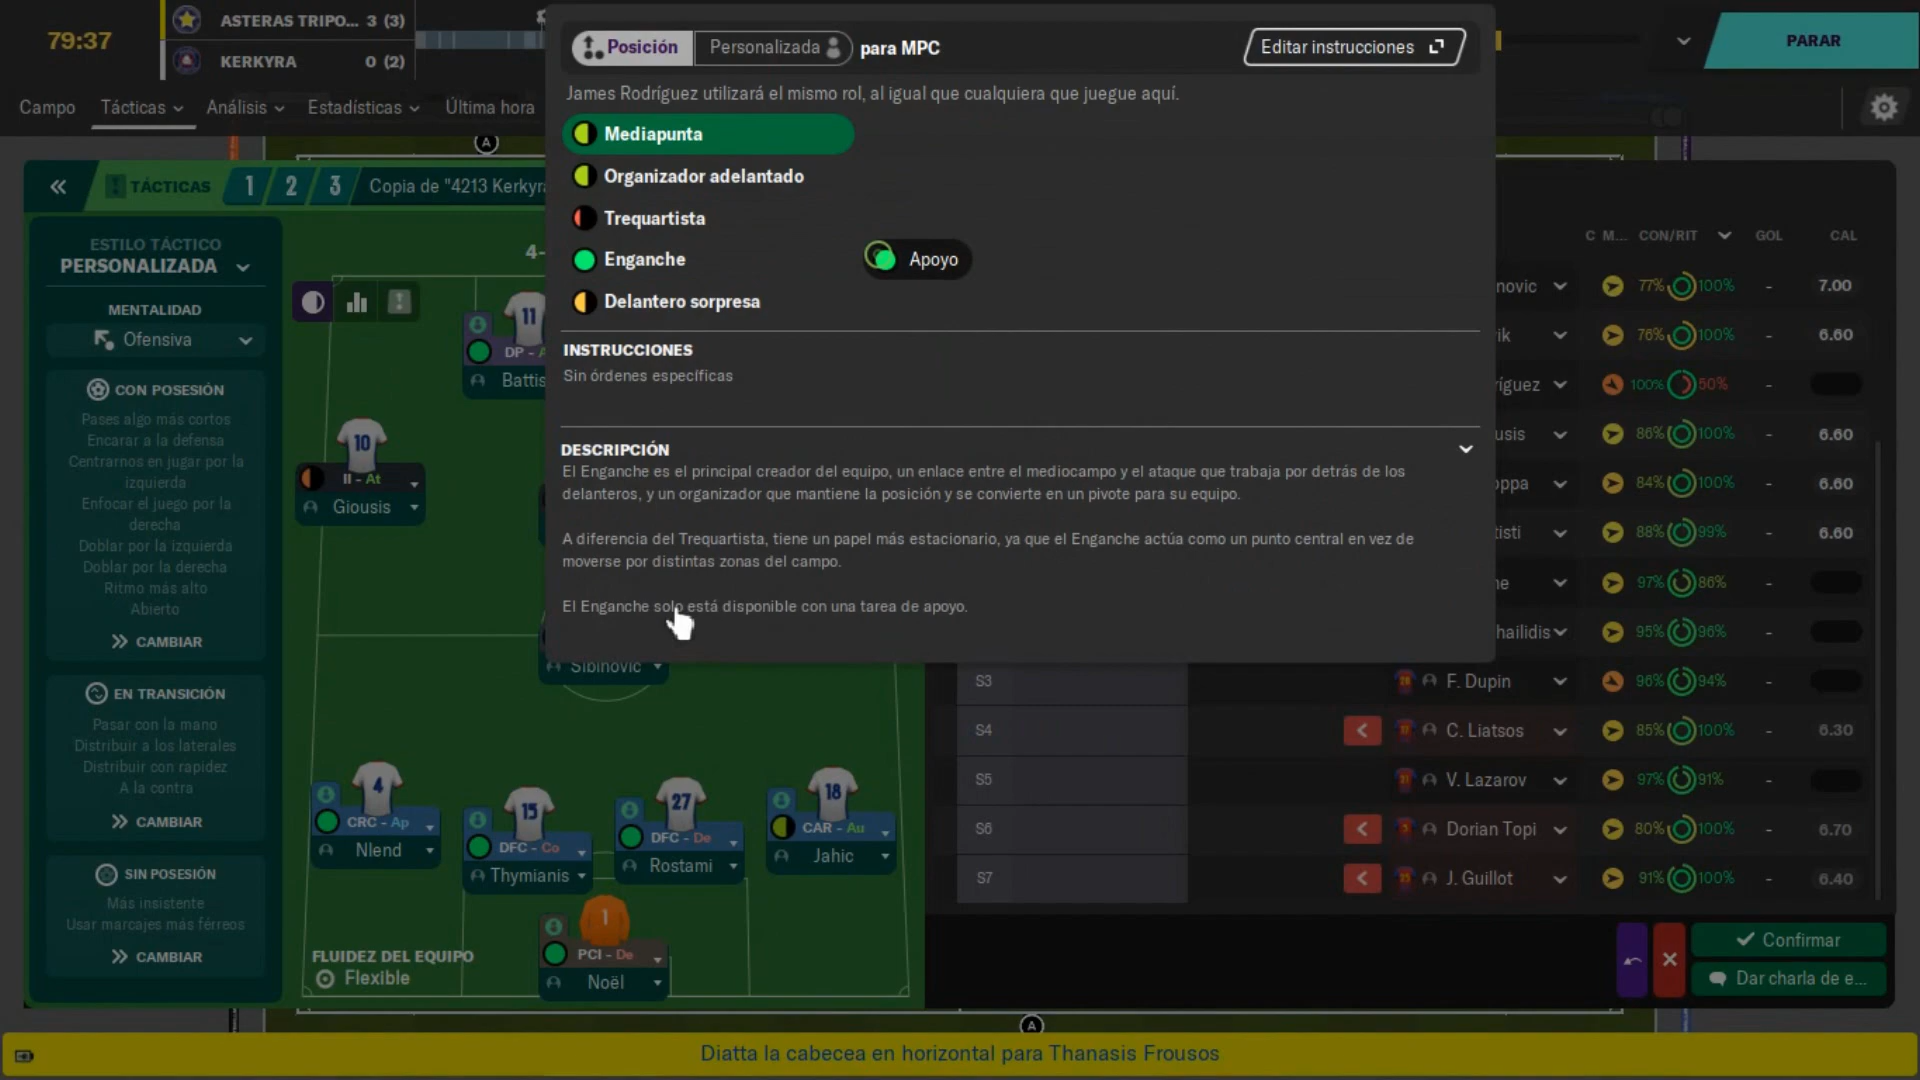 79:37
ASTERAS TRIPO... 3 (3)
KERKYRA 0 (2)
Campo
Tácticas
Análisis
Estadísticas
Última hora
PARAR
Posición
Personalizada
para MPC
Editar instrucciones
James Rodríguez utilizará el mismo rol, al igual que cualquiera que juegue aquí.
Mediapunta
Organizador adelantado
Trequartista
Enganche
Apoyo
Delantero sorpresa
INSTRUCCIONES
Sin órdenes específicas
DESCRIPCIÓN
El Enganche es el principal creador del equipo, un enlace entre el mediocampo y el ataque que trabaja por detrás de los
delanteros, y un organizador que mantiene la posición y se convierte en un pivote para su equipo.
A diferencia del Trequartista, tiene un papel más estacionario, ya que el Enganche actúa como un punto central en vez de
moverse por distintas zonas del campo.
El Enganche solo está disponible con una tarea de apoyo.
TÁCTICAS
1 2 3
Copia de "4213 Kerkyra
ESTILO TÁCTICO
PERSONALIZADA
MENTALIDAD
Ofensiva
CON POSESIÓN
Pases algo más cortos
Encarar a la defensa
Centrarnos en jugar por la
izquierda
Enfocar el juego por la
derecha
Doblar por la izquierda
Doblar por la derecha
Ritmo más alto
Abierto
CAMBIAR
EN TRANSICIÓN
Pasar con la mano
Distribuir a los laterales
Distribuir con rapidez
A la contra
CAMBIAR
SIN POSESIÓN
Más insistente
Usar marcajes más férreos
CAMBIAR
4-
11
DP - A
Battis
10
II - At
Giousis
Sibinovic
4
CRC - Ap
Nlend
15
DFC - Co
Thymianis
27
DFC - De
Rostami
18
CAR - Au
Jahic
1
PCI - De
Noël
FLUIDEZ DEL EQUIPO
Flexible
C M... CON/RIT GOL CAL
novic 77% 100% - 7.00
ik 76% 100% - 6.60
ríguez 100% 50% -
usis 86% 100% - 6.60
oppa 84% 100% - 6.60
tisti 88% 99% - 6.60
ne 97% 86% -
hailidis 95% 96% -
S3 F. Dupin 96% 94% -
S4 C. Liatsos 85% 100% - 6.30
S5 V. Lazarov 97% 91% -
S6 Dorian Topi 80% 100% - 6.70
S7 J. Guillot 91% 100% - 6.40
Confirmar
Dar charla de e...
A
A
Diatta la cabecea en horizontal para Thanasis Frousos